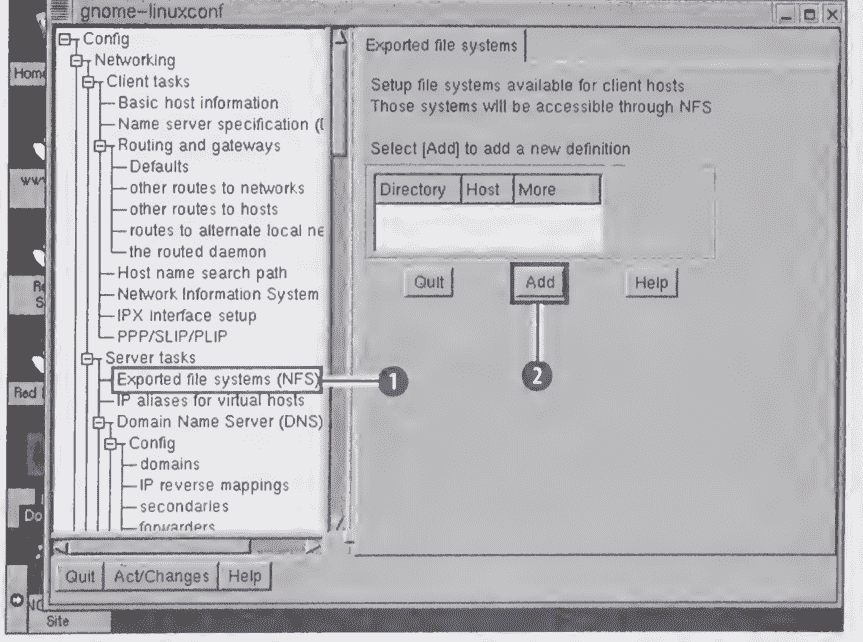 gnome-linuxconf
Config
Networking
Client tasks
Basic host information
Name server specification (
Routing and gateways
Defaults
other routes to networks
other routes to hosts
routes to alternate local ne
the routed daemon
Host name search path
Network Information System
IPX interface setup
PPP/SLIP/PLIP
Server tasks
Exported file systems (NFS)
IP aliases for virtual hosts
Domain Name Server (DNS)
Config
domains
IP reverse mappings
secondaries
forwarders
Quit Act/Changes Help
Exported file systems
Setup file systems available for client hosts
Those systems will be accessible through NFS
Select [Add] to add a new definition
Directory Host More
Quit Add Help
1
2
Home
Red
Do
Site